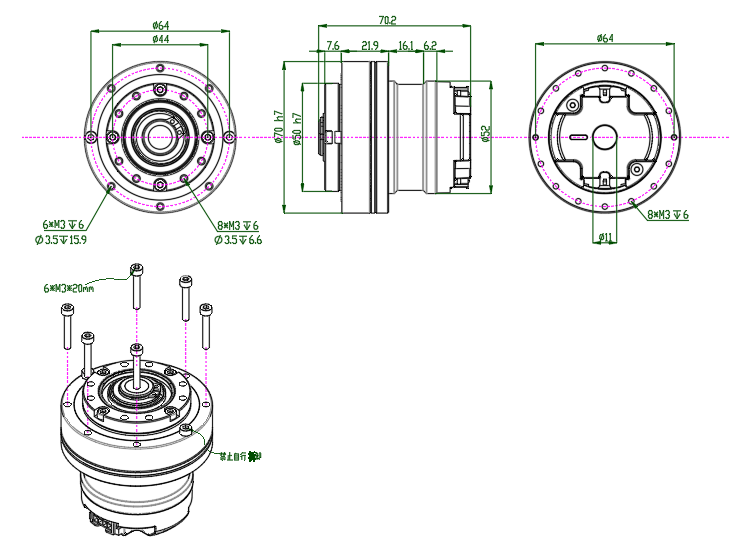 ø64
ø44
6*M3↧6
ø3.5↧15.9
8*M3↧6
ø3.5↧6.6
70.2
7.6
21.9
16.1
6.2
ø70 h7
ø50 h7
ø52
ø64
8*M3↧6
ø11
6*M3*20mm
禁止自行